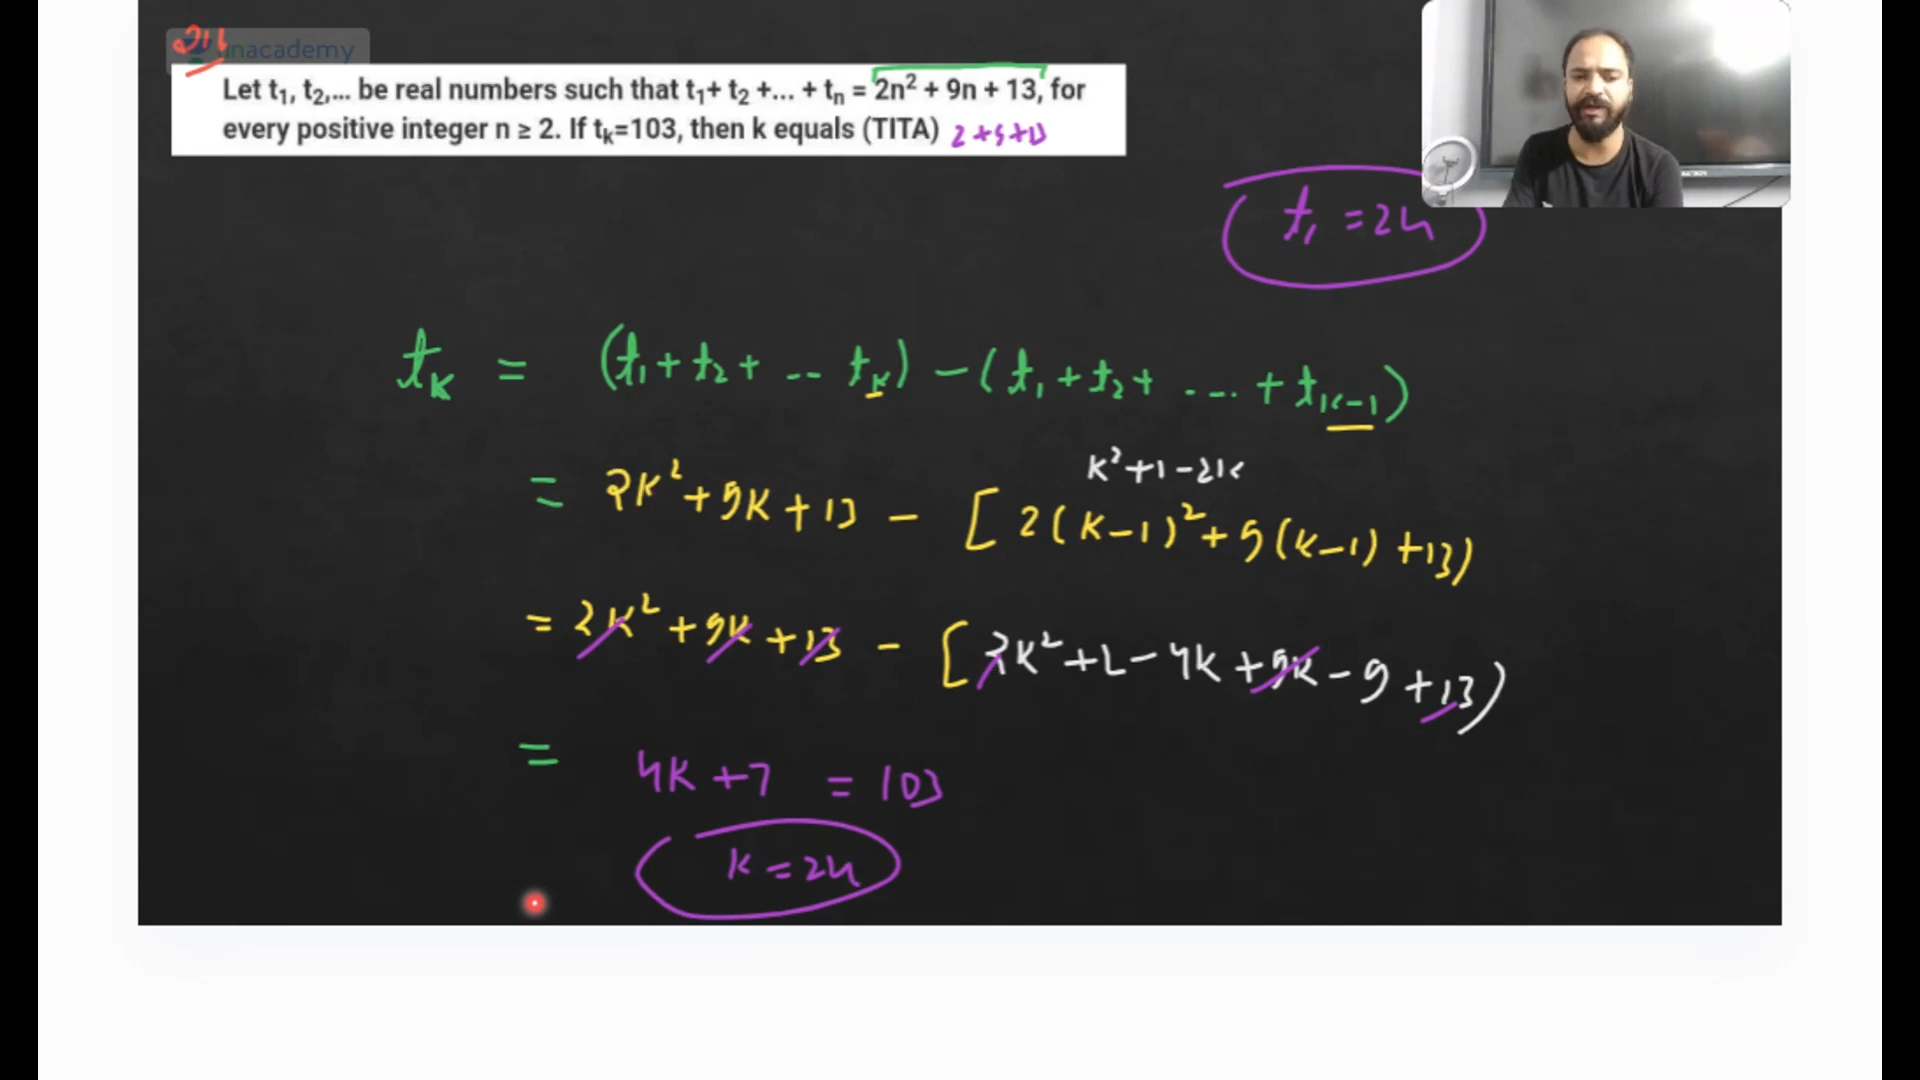 24
unacademy
Let t₁, t₂,... be real numbers such that t₁+ t₂ +... + tₙ = 2n² + 9n + 13, for
every positive integer n ≥ 2. If tₖ=103, then k equals (TITA) 2+9+13
t₁ = 24
tₖ = (t₁ + t₂ + -- tₖ) - (t₁ + t₂ + .... + tₖ₋₁)
k² + 1 - 2k
= 2k² + 9k + 13 - [2(k-1)² + 9(k-1) + 13)
= 2k² + 9k + 13 - [2k² + 2 - 4k + 9k - 9 + 13)
= 4k + 7 = 103
k = 24